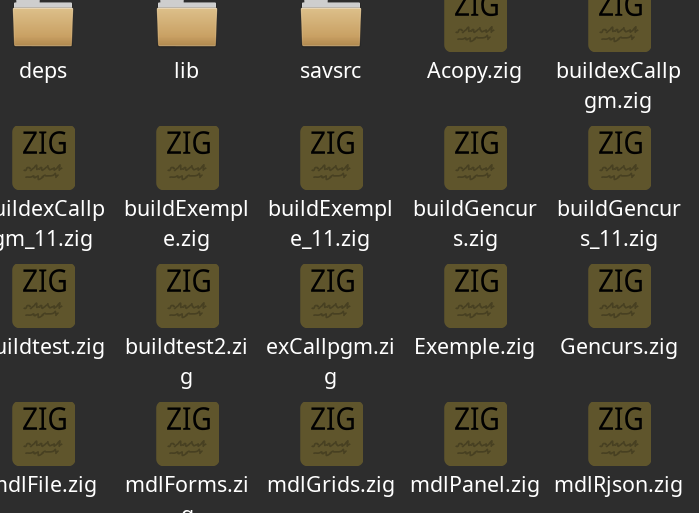 ZIG ZIG
deps lib savsrc Acopy.zig buildexCallp
gm.zig
ZIG ZIG ZIG ZIG ZIG
uildexCallp buildExempl buildExempl buildGencur buildGencur
gm_11.zig e.zig e_11.zig s.zig s_11.zig
ZIG ZIG ZIG ZIG ZIG
uildtest.zig buildtest2.zi exCallpgm.zi Exemple.zig Gencurs.zig
g g
ZIG ZIG ZIG ZIG ZIG
mdlFile.zig mdlForms.zi mdlGrids.zig mdlPanel.zig mdlRjson.zig
g